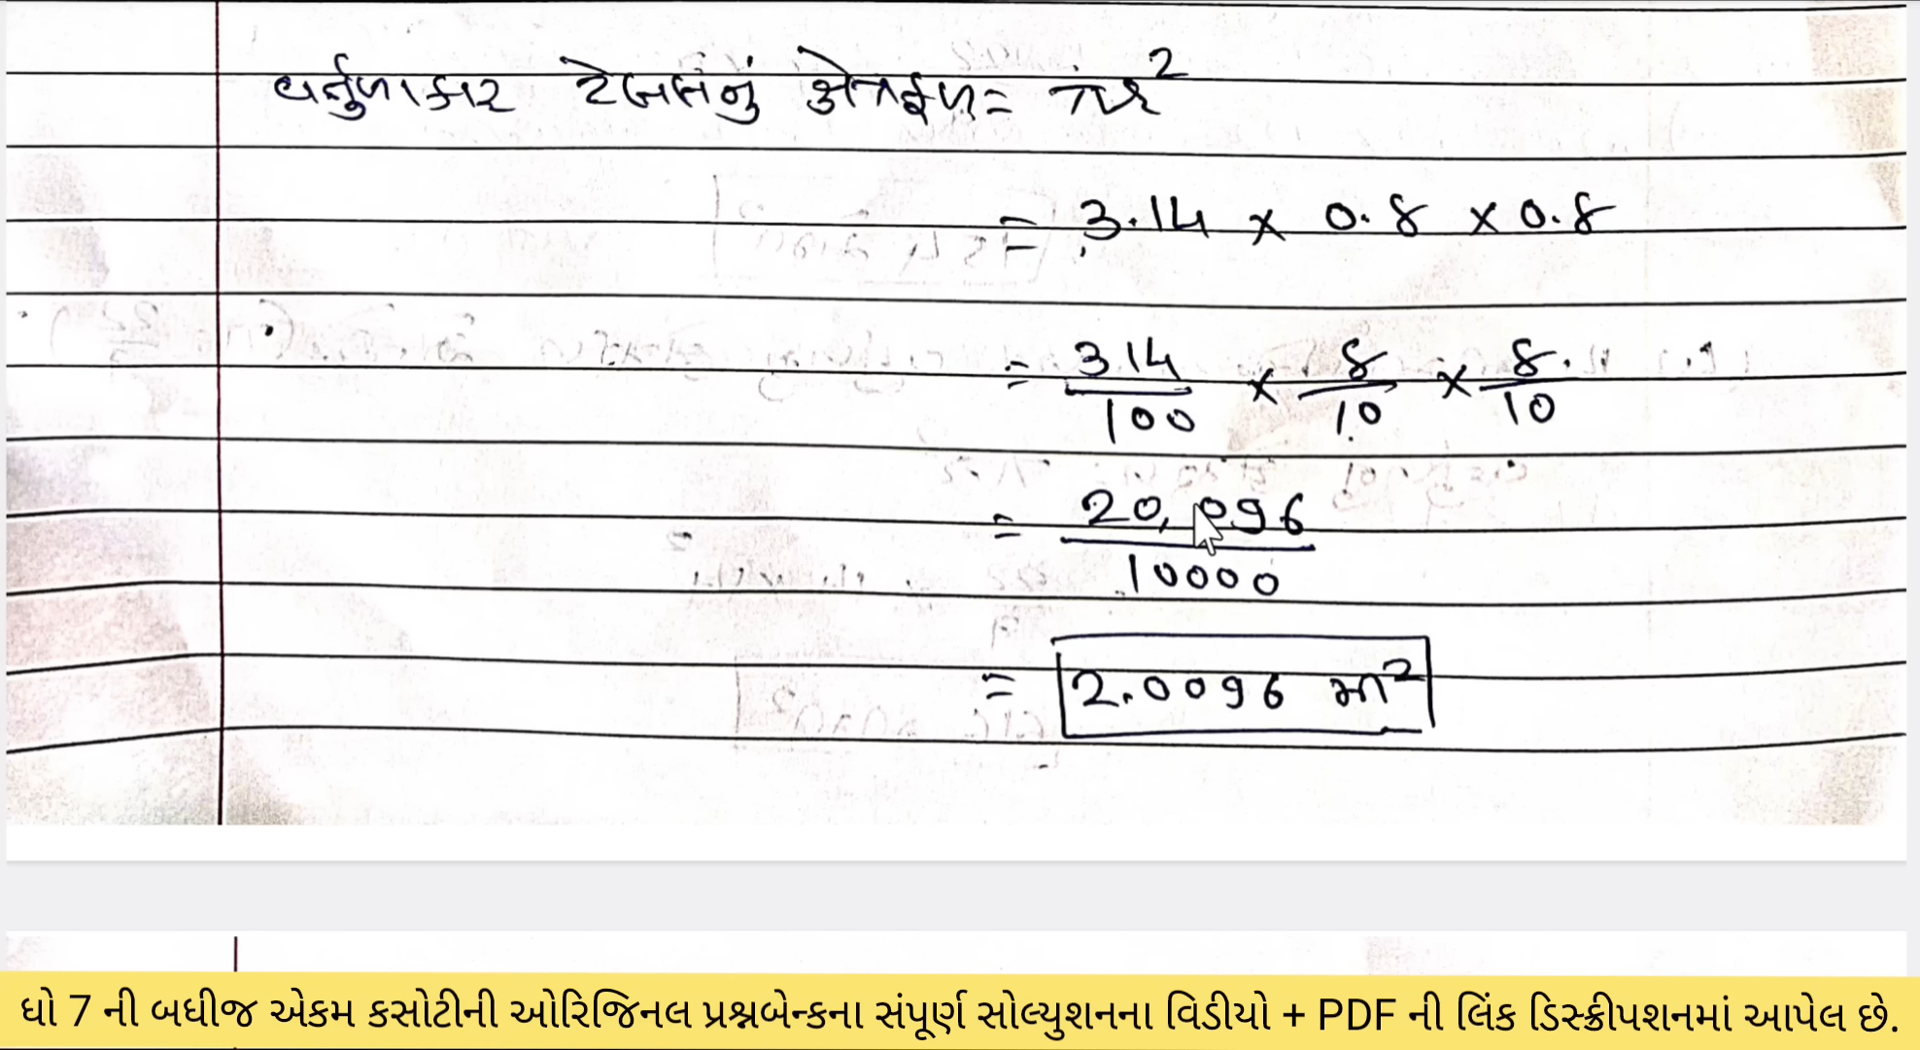 વર્તુળાકાર ટેબલનું ક્ષેત્રફળ = πr²
= 3.14 × 0.8 × 0.8
= 314/100 × 8/10 × 8/10
= 20,096/10000
= 2.0096 મી²
ધો 7 ની બધીજ એકમ કસોટીની ઓરિજિનલ પ્રશ્નબેન્કના સંપૂર્ણ સોલ્યુશનના વિડીયો + PDF ની લિંક ડિસ્ક્રીપશનમાં આપેલ છે.